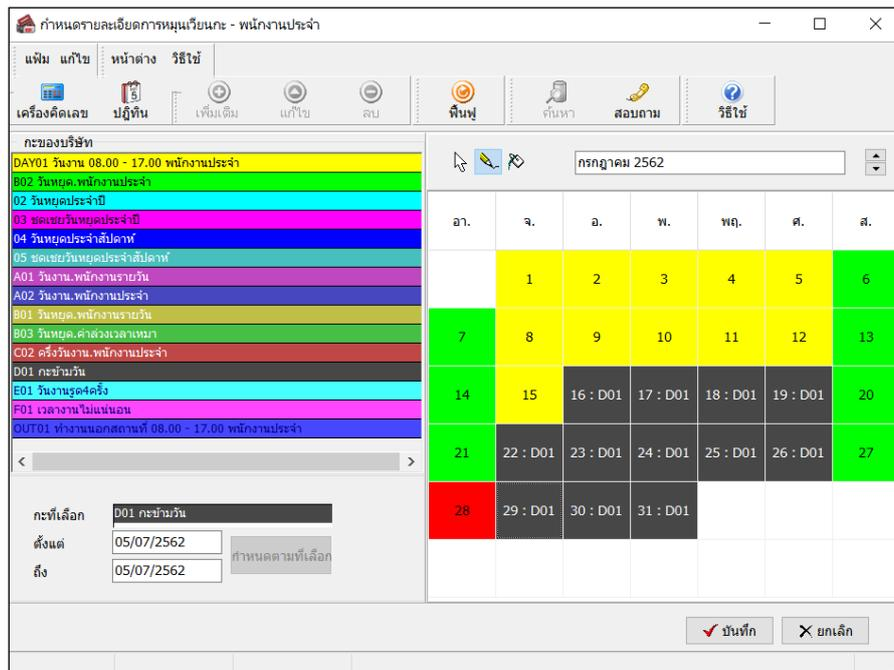 กำหนดรายละเอียดการหมุนเวียนกะ - พนักงานประจำ
แฟ้ม แก้ไข หน้าต่าง วิธีใช้
เครื่องคิดเลข ปฏิทิน เพิ่มเติม แก้ไข ลบ ฟื้นฟู ค้นหา สอบถาม วิธีใช้
กะของบริษัท
DAY01 วันงาน 08.00 - 17.00 พนักงานประจำ
B02 วันหยุด.พนักงานประจำ
02 วันหยุดประจำปี
03 ชดเชยวันหยุดประจำปี
04 วันหยุดประจำสัปดาห์
05 ชดเชยวันหยุดประจำสัปดาห์
A01 วันงาน.พนักงานรายวัน
A02 วันงาน.พนักงานประจำ
B01 วันหยุด.พนักงานรายวัน
B03 วันหยุด.ค่าล่วงเวลาเหมา
C02 ครึ่งวันงาน.พนักงานประจำ
D01 กะข้ามวัน
E01 วันงานรูด4ครั้ง
F01 เวลางานไม่แน่นอน
OUT01 ทำงานนอกสถานที่ 08.00 - 17.00 พนักงานประจำ
กะที่เลือก D01 กะข้ามวัน
ตั้งแต่ 05/07/2562
กำหนดตามที่เลือก
ถึง 05/07/2562
กรกฎาคม 2562
อา. จ. อ. พ. พฤ. ศ. ส.
1 2 3 4 5 6
7 8 9 10 11 12 13
14 15 16 : D01 17 : D01 18 : D01 19 : D01 20
21 22 : D01 23 : D01 24 : D01 25 : D01 26 : D01 27
28 29 : D01 30 : D01 31 : D01
บันทึก ยกเลิก